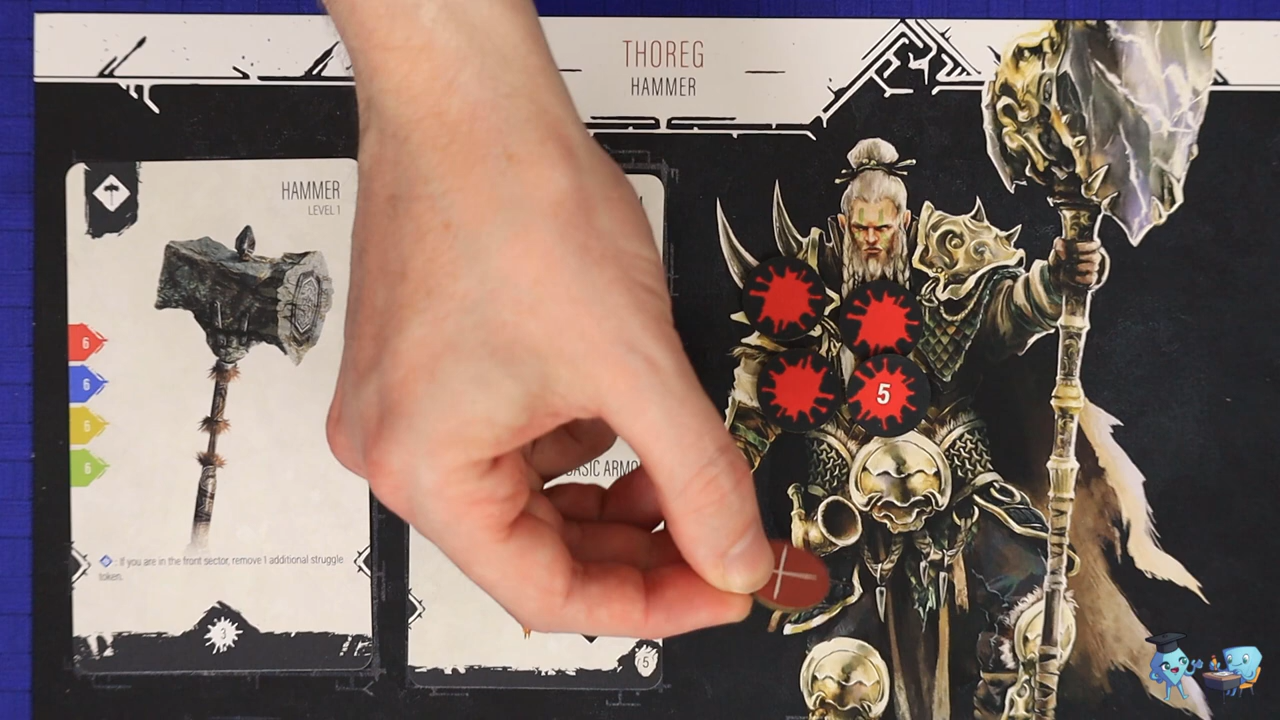 THOREG
HAMMER
HAMMER
LEVEL 1
6
6
6
6
5
BASIC ARMO
: If you are in the front sector, remove 1 additional struggle
token.
3
5